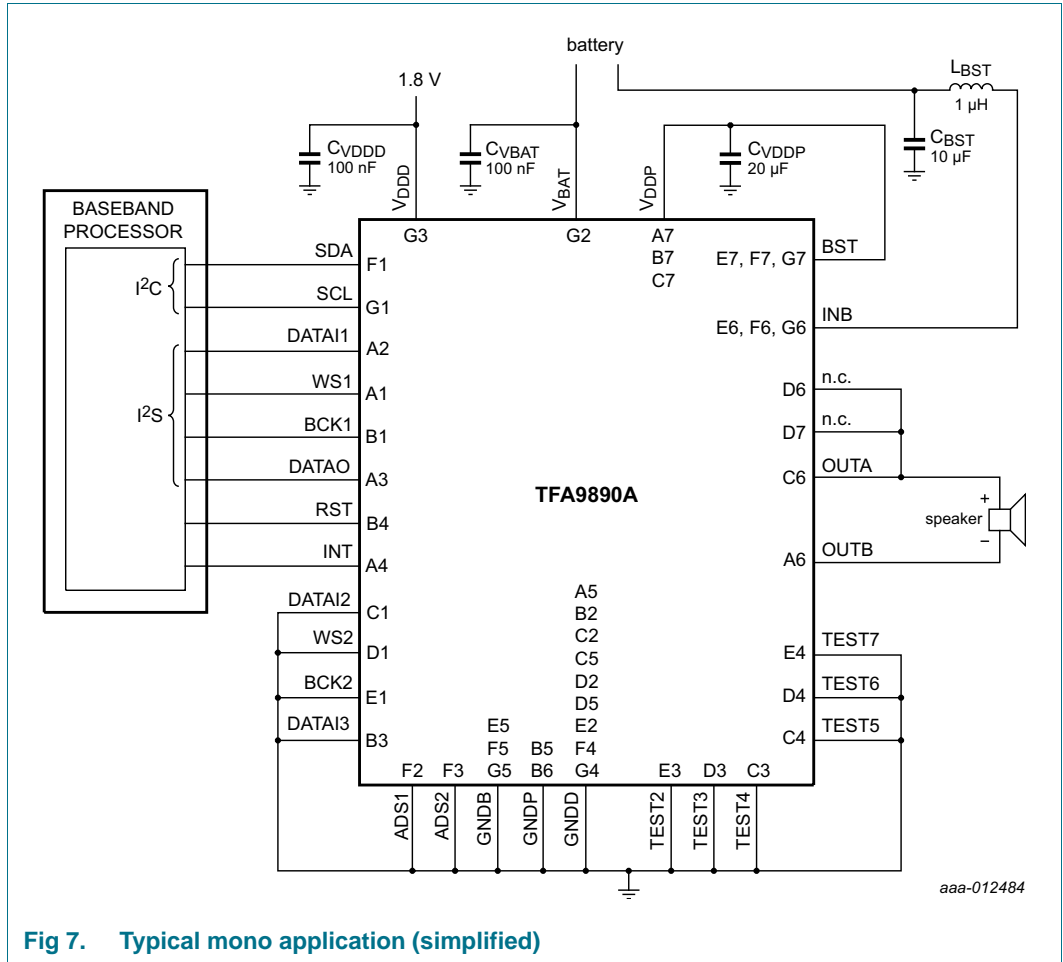 battery
1.8 V
LBST
1 µH
CVDDD
100 nF
CVBAT
100 nF
CVDDP
20 µF
CBST
10 µF
VDDD
VBAT
VDDP
BASEBAND
PROCESSOR
I2C
I2S
SDA
SCL
DATAI1
WS1
BCK1
DATAO
RST
INT
DATAI2
WS2
BCK2
DATAI3
F1
G1
A2
A1
B1
A3
B4
A4
C1
D1
E1
B3
G3
G2
A7
B7
C7
E7, F7, G7
BST
E6, F6, G6
INB
D6
n.c.
D7
n.c.
C6
OUTA
A6
OUTB
+
speaker
−
TFA9890A
A5
B2
C2
C5
D2
D5
E2
F4
G4
E5
F5
G5
B5
B6
F2
F3
E3
D3
C3
E4
TEST7
D4
TEST6
C4
TEST5
ADS1
ADS2
GNDB
GNDP
GNDD
TEST2
TEST3
TEST4
aaa-012484
Fig 7. Typical mono application (simplified)